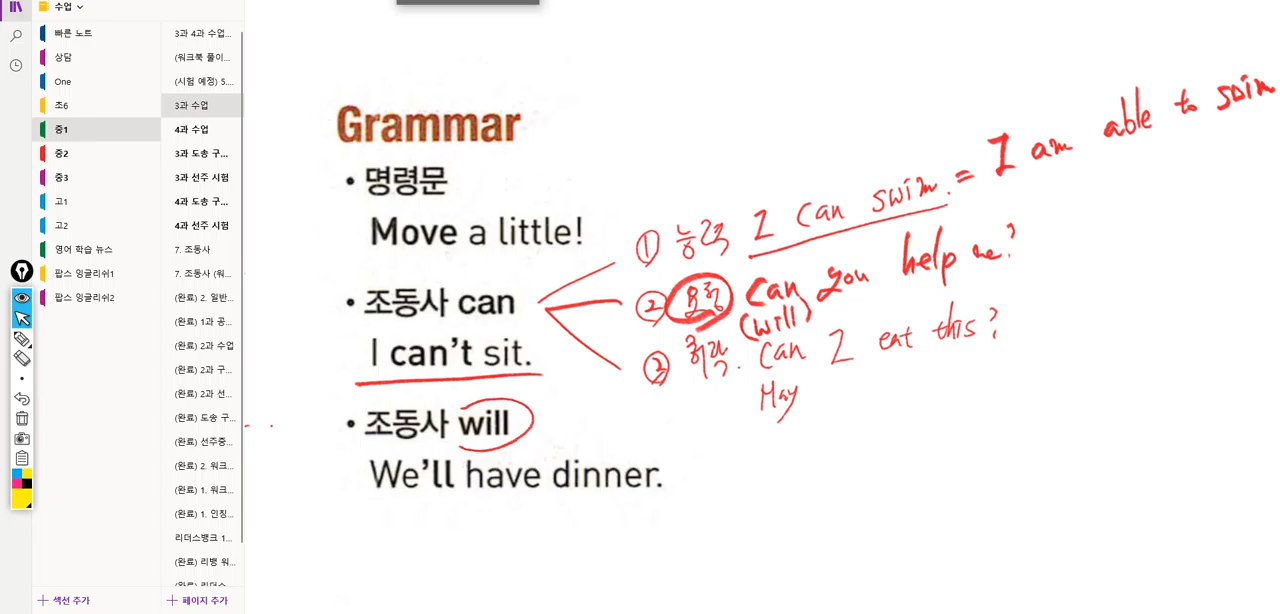 수업
빠른 노트
상담
One
초6
중1
중2
중3
고1
고2
영어 학습 뉴스
팝스 잉글리쉬1
팝스 잉글리쉬2
섹션 추가
3과 4과 수업...
(워크북 풀이...
(시험 예정) 5....
3과 수업
4과 수업
3과 도송 구...
3과 선주 시험
4과 도송 구...
4과 선주 시험
7. 조동사
7. 조동사 (워...
(완료) 2. 일반...
(완료) 1과 공...
(완료) 2과 수업
(완료) 2과 구...
(완료) 2과 선...
(완료) 도송 구...
(완료) 선주중...
(완료) 2. 워크...
(완료) 1. 워크...
(완료) 1. 인칭...
리더스뱅크 1...
(완료) 리뱅 워...
(완료) 리더스
페이지 추가
Grammar
• 명령문
Move a little!
• 조동사 can
I can't sit.
• 조동사 will
We'll have dinner.
① 능력 I can swim. = I am able to swim
② 요청 Can you help me?
(will)
③ 허락. Can I eat this?
May